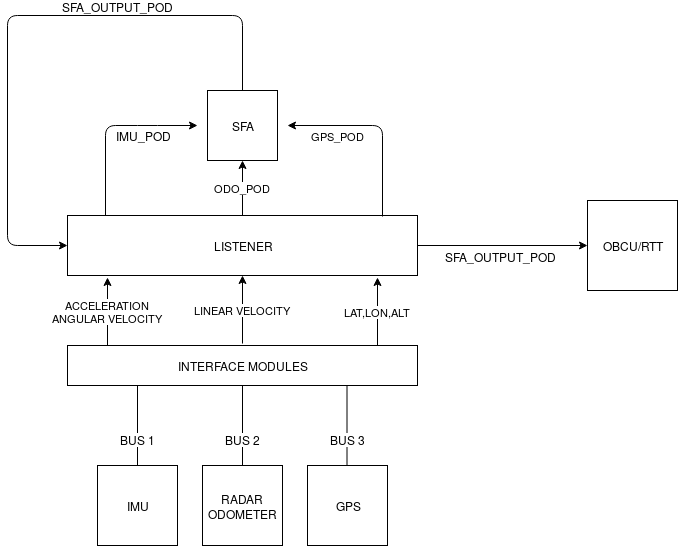 SFA_OUTPUT_POD
SFA
IMU_POD
GPS_POD
ODO_POD
LISTENER
OBCU/RTT
SFA_OUTPUT_POD
ACCELERATION
ANGULAR VELOCITY
LINEAR VELOCITY
LAT,LON,ALT
INTERFACE MODULES
BUS 1
BUS 2
BUS 3
IMU
RADAR
ODOMETER
GPS